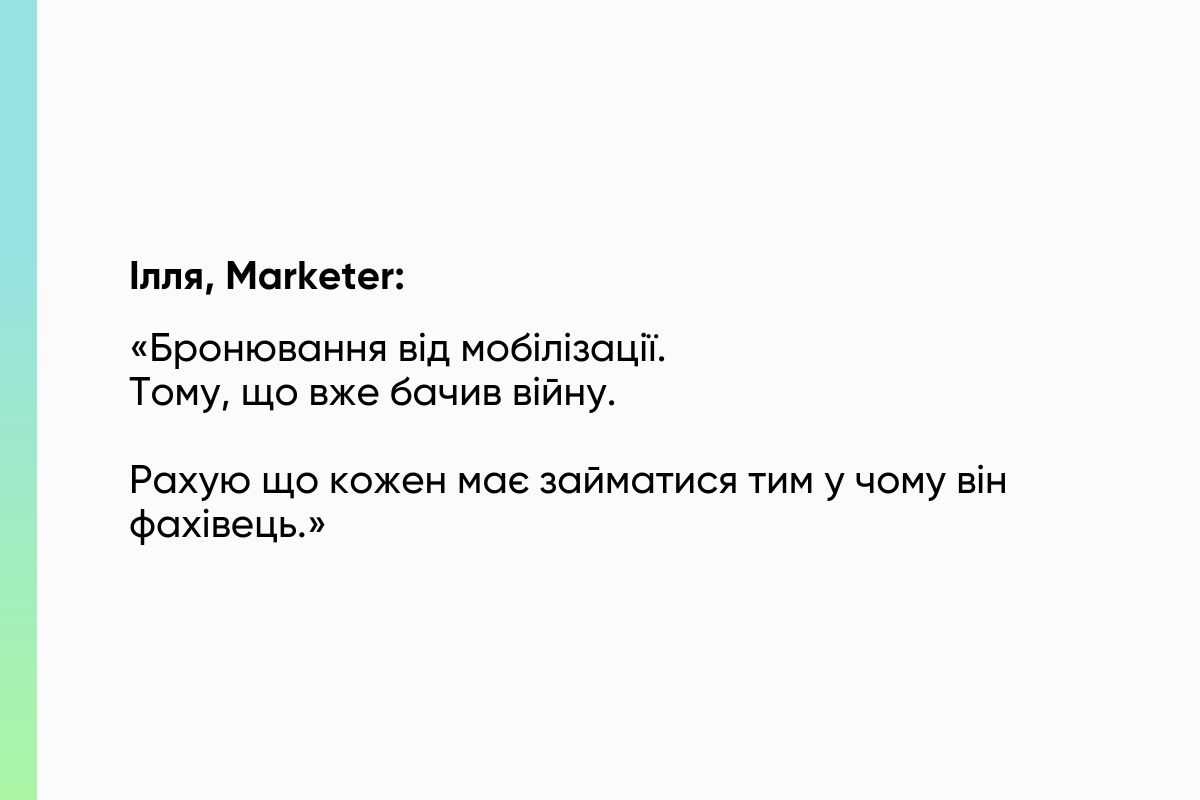 Ілля, Marketer:
«Бронювання від мобілізації.
Тому, що вже бачив війну.
Рахую що кожен має займатися тим у чому він
фахівець.»